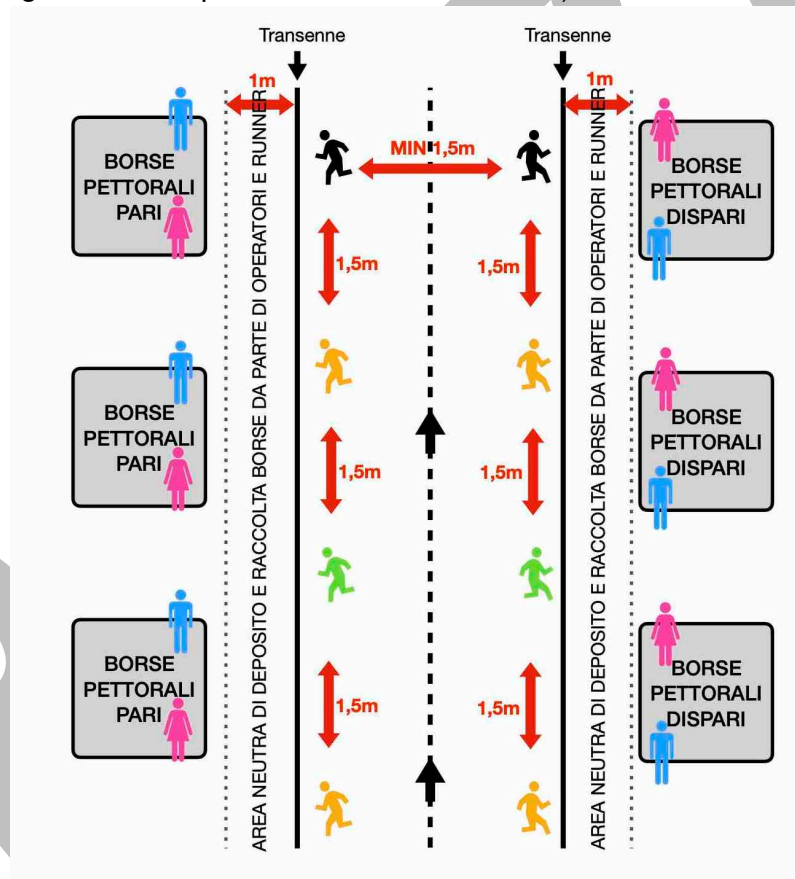 Transenne
Transenne
1m
1m
AREA NEUTRA DI DEPOSITO E RACCOLTA BORSE DA PARTE DI OPERATORI E RUNNER
AREA NEUTRA DI DEPOSITO E RACCOLTA BORSE DA PARTE DI OPERATORI E RUNNER
BORSE
PETTORALI
PARI
MIN 1,5m
BORSE
PETTORALI
DISPARI
1,5m
1,5m
BORSE
PETTORALI
PARI
1,5m
1,5m
BORSE
PETTORALI
DISPARI
BORSE
PETTORALI
PARI
1,5m
1,5m
BORSE
PETTORALI
DISPARI